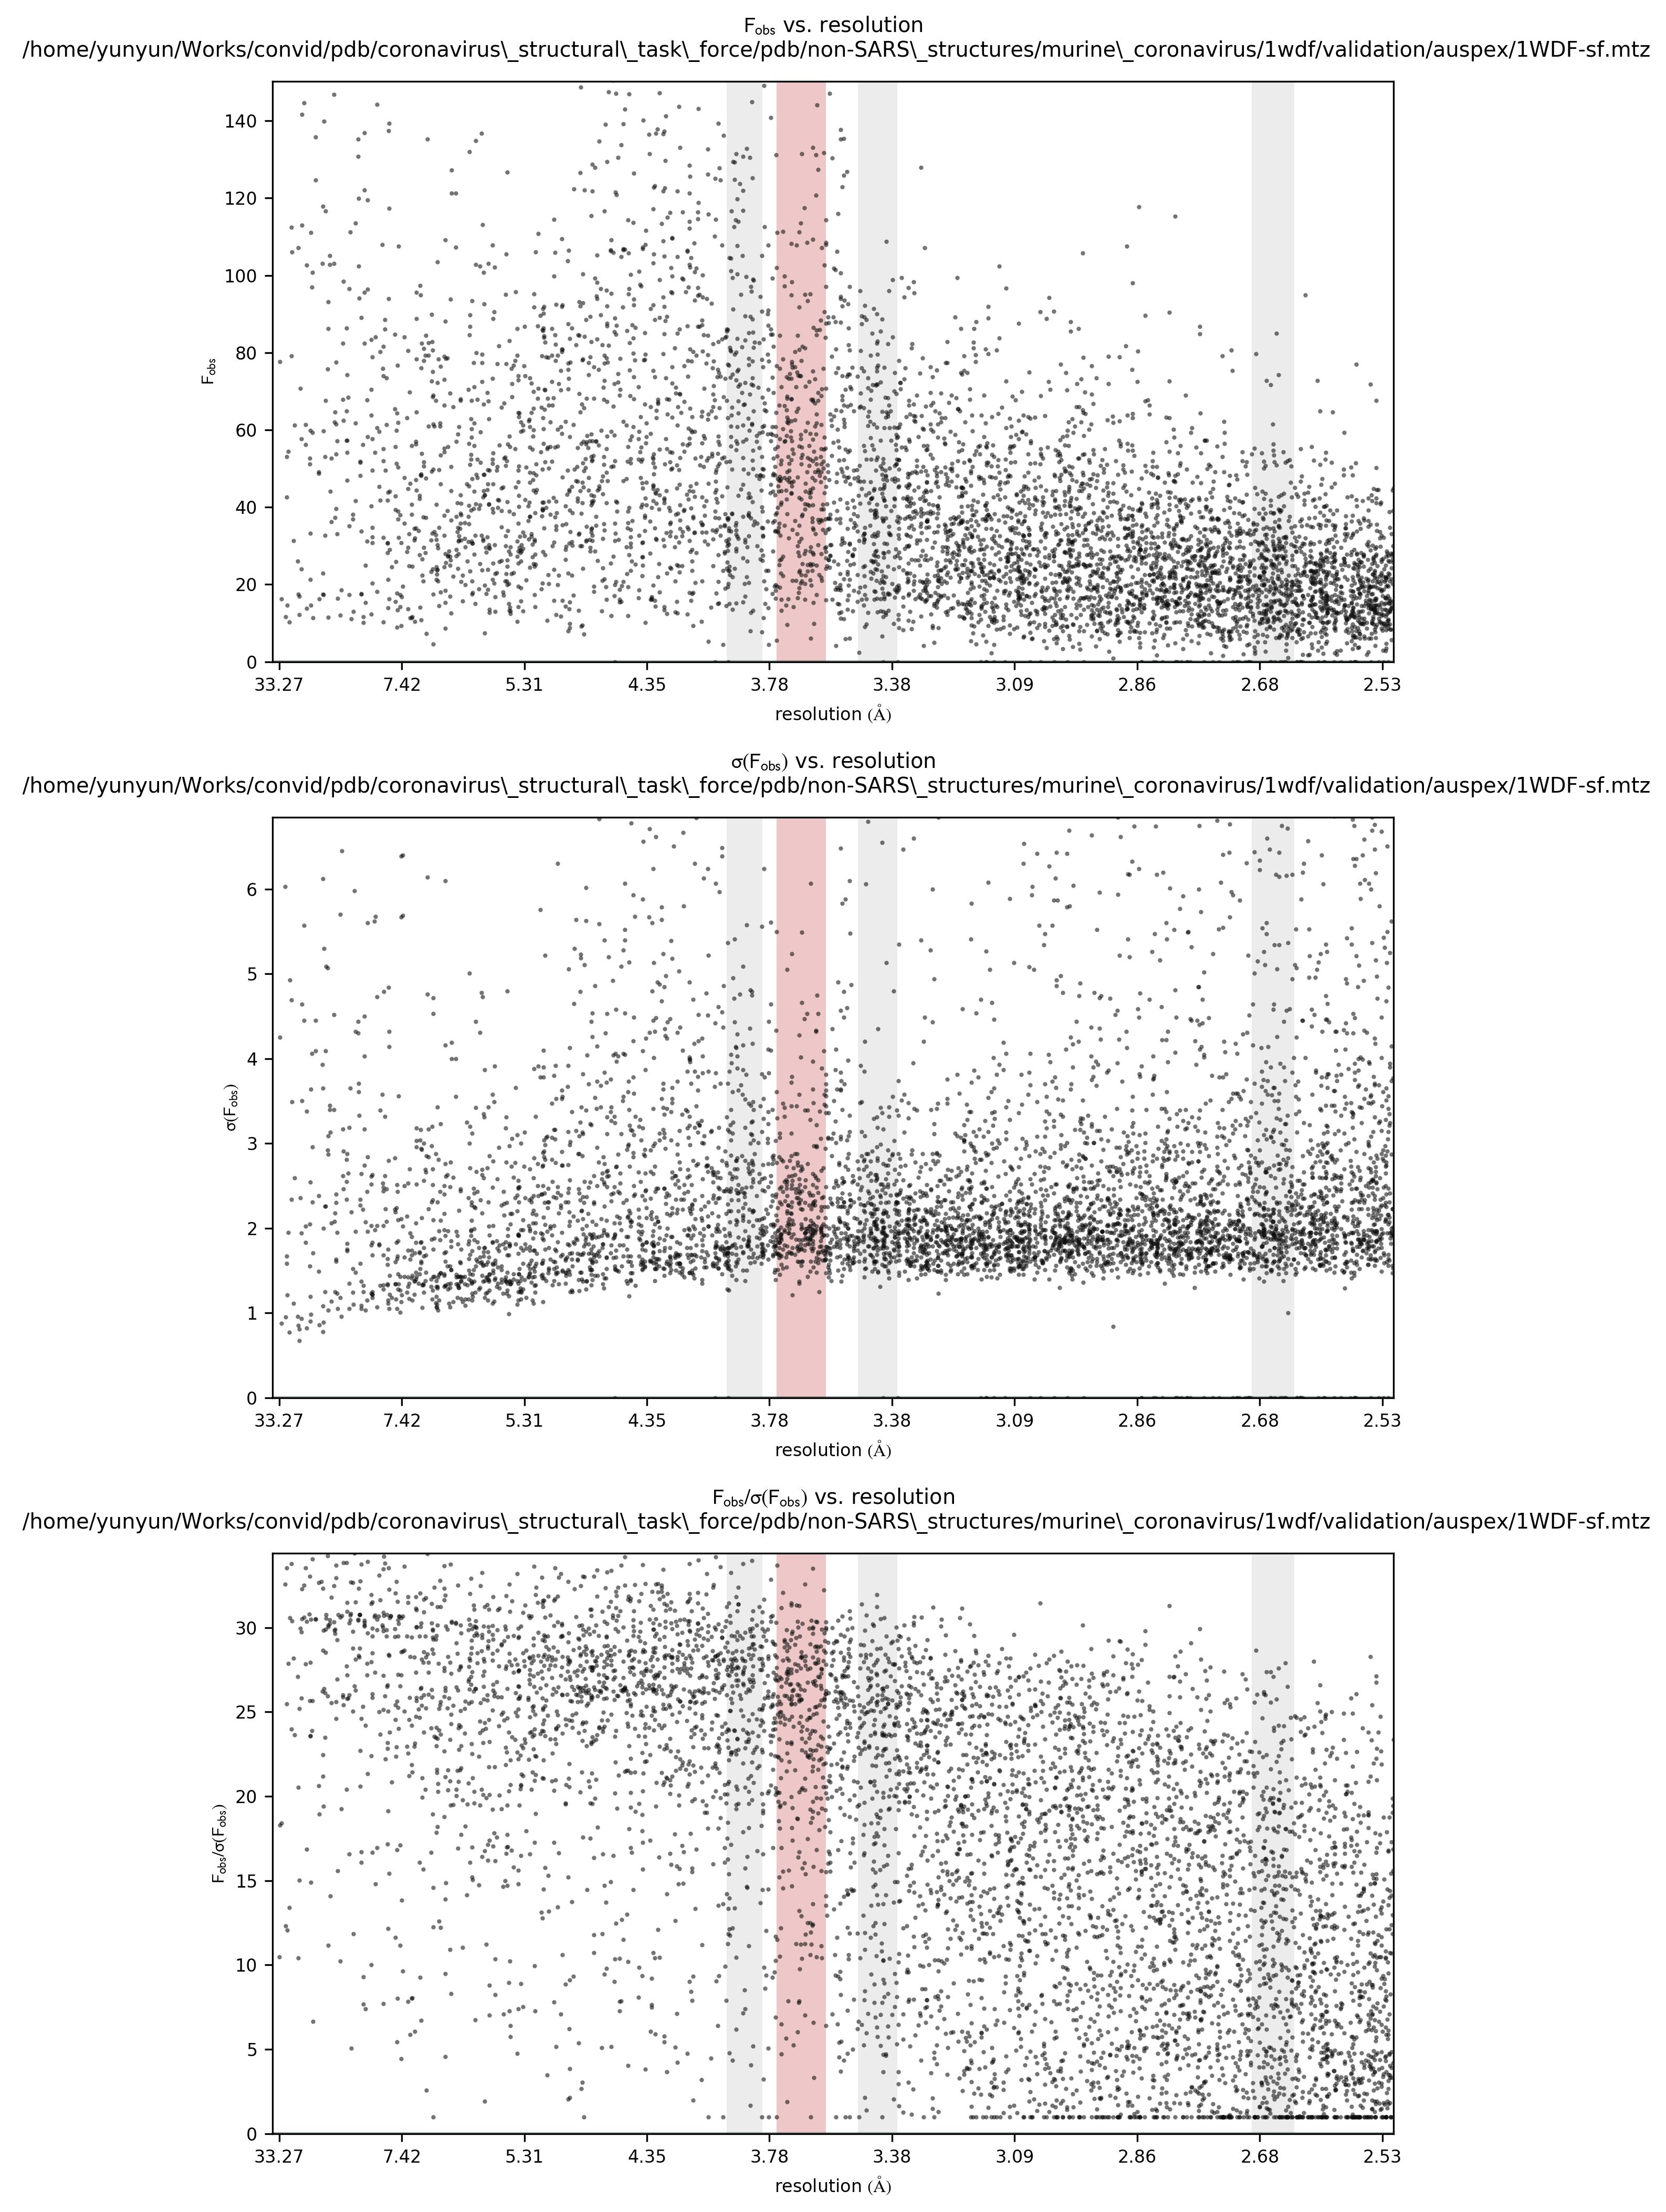 Fobs vs. resolution
/home/yunyun/Works/convid/pdb/coronavirus\_structural\_task\_force/pdb/non-SARS\_structures/murine\_coronavirus/1wdf/validation/auspex/1WDF-sf.mtz
140
120
100
80
60
40
20
0
Fobs
33.27 7.42 5.31 4.35 3.78 3.38 3.09 2.86 2.68 2.53
resolution (Å)
σ(Fobs) vs. resolution
/home/yunyun/Works/convid/pdb/coronavirus\_structural\_task\_force/pdb/non-SARS\_structures/murine\_coronavirus/1wdf/validation/auspex/1WDF-sf.mtz
6
5
4
3
2
1
0
σ(Fobs)
33.27 7.42 5.31 4.35 3.78 3.38 3.09 2.86 2.68 2.53
resolution (Å)
Fobs/σ(Fobs) vs. resolution
/home/yunyun/Works/convid/pdb/coronavirus\_structural\_task\_force/pdb/non-SARS\_structures/murine\_coronavirus/1wdf/validation/auspex/1WDF-sf.mtz
30
25
20
15
10
5
0
Fobs/σ(Fobs)
33.27 7.42 5.31 4.35 3.78 3.38 3.09 2.86 2.68 2.53
resolution (Å)